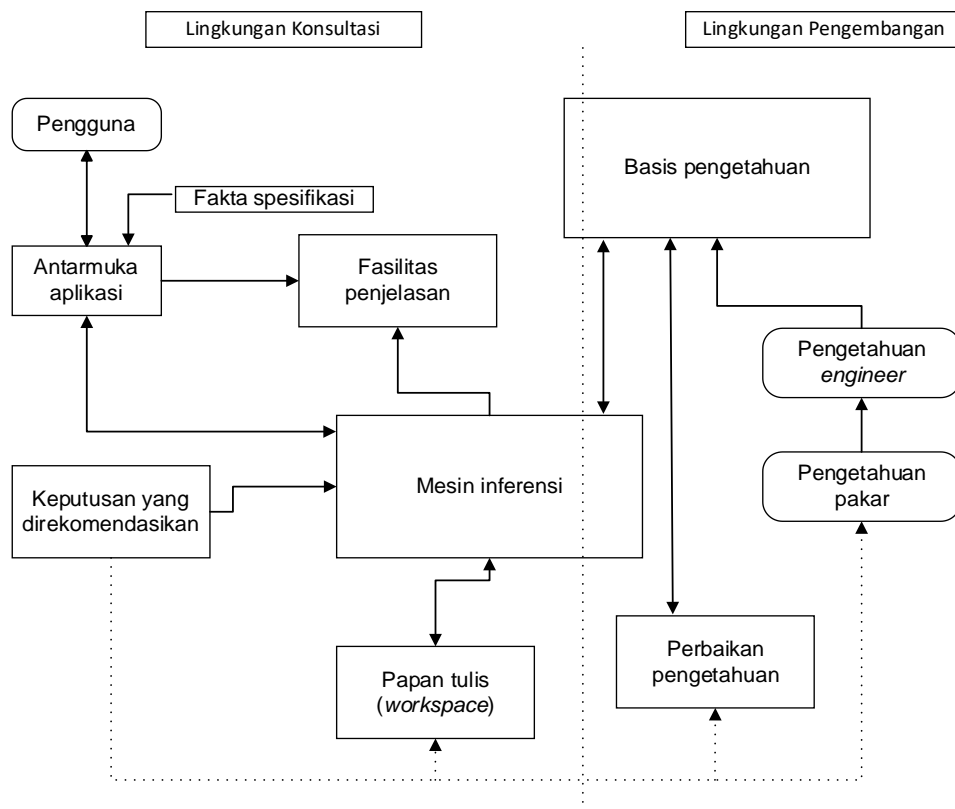 Lingkungan Konsultasi
Lingkungan Pengembangan
Pengguna
Basis pengetahuan
Fakta spesifikasi
Antarmuka
aplikasi
Fasilitas
penjelasan
Pengetahuan
engineer
Keputusan yang
direkomendasikan
Mesin inferensi
Pengetahuan
pakar
Papan tulis
(workspace)
Perbaikan
pengetahuan